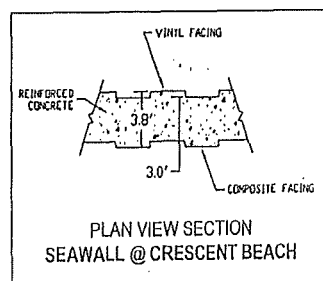 VINYL FACING
REINFORCED
CONCRETE
3.8'
3.0'
COMPOSITE FACING
PLAN VIEW SECTION
SEAWALL @ CRESCENT BEACH